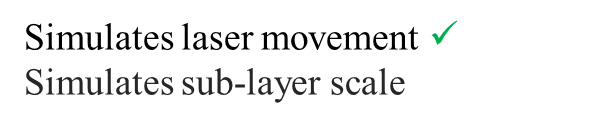 Simulates laser movement ✓
Simulates sub-layer scale